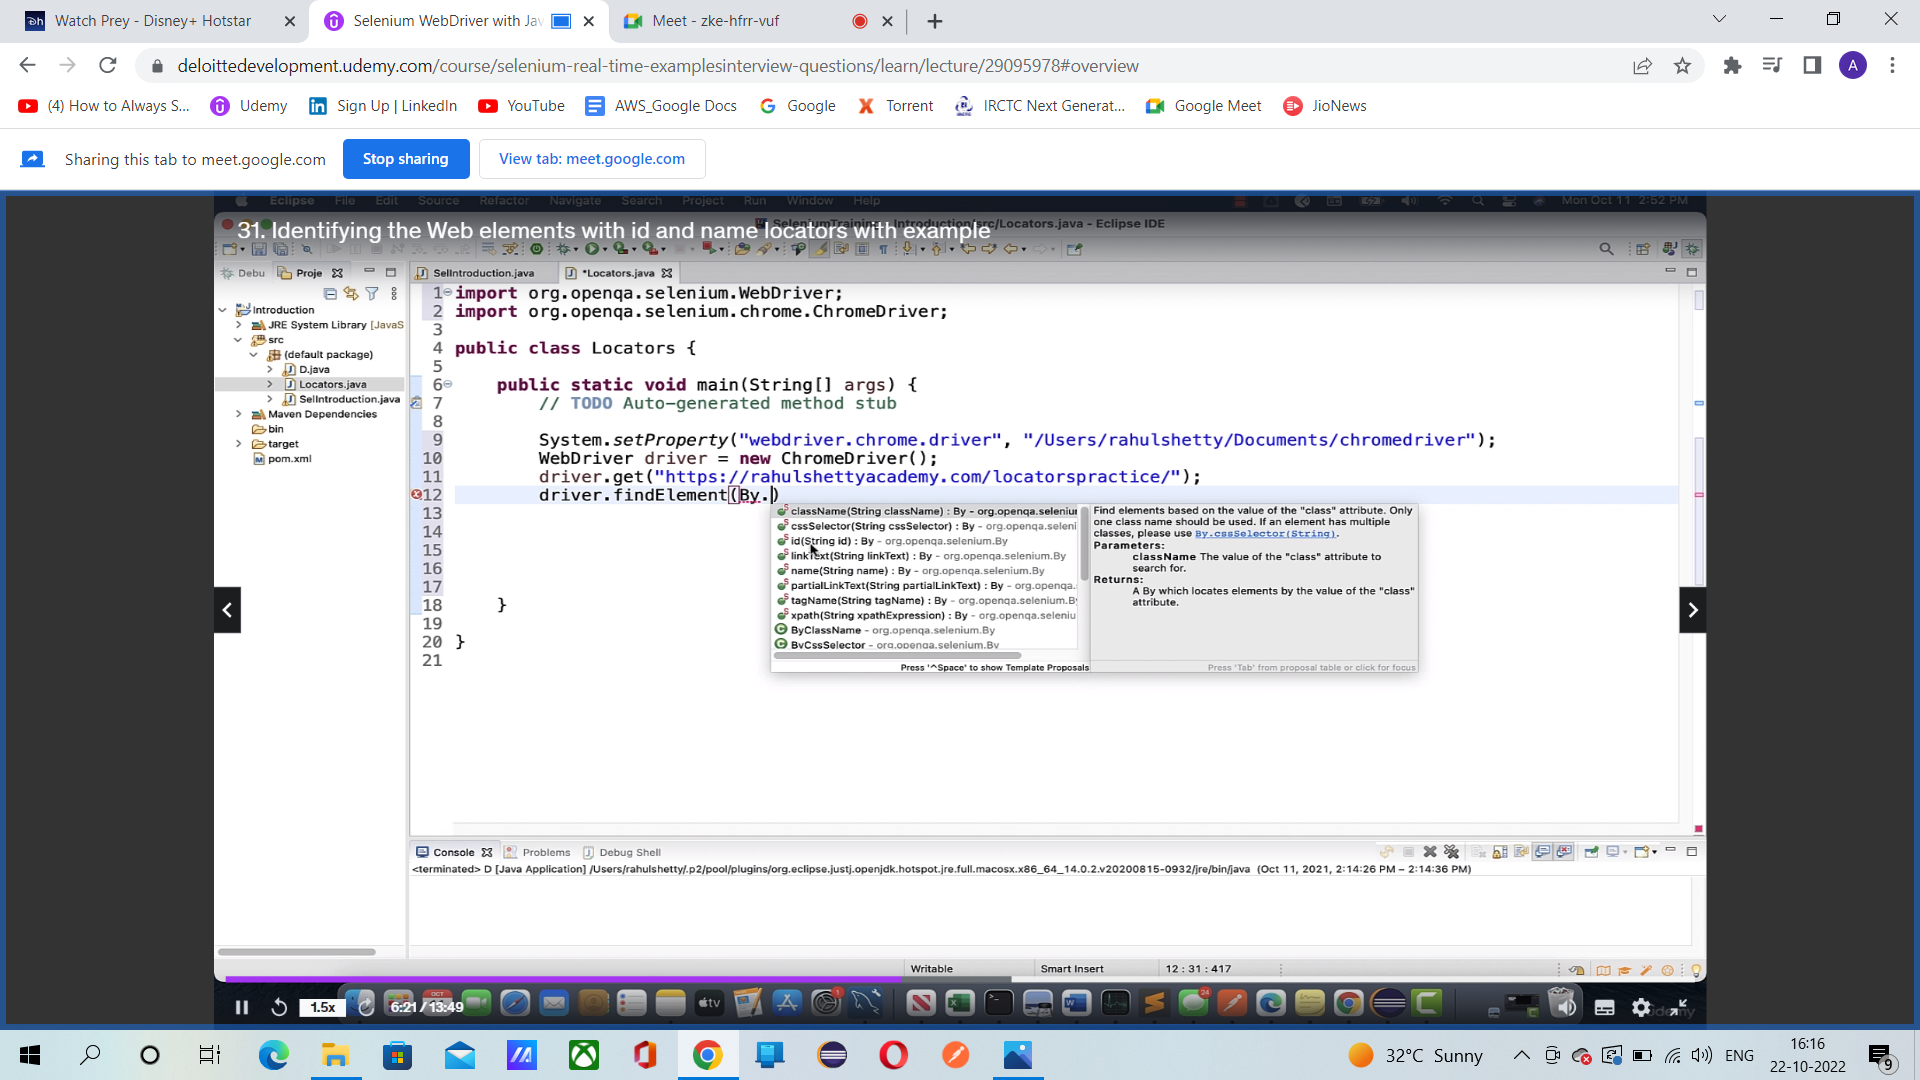 Watch Prey - Disney+ Hotstar
Selenium WebDriver with Jav
Meet - zke-hfrr-vuf
deloittedevelopment.udemy.com/course/selenium-real-time-examplesinterview-questions/learn/lecture/29095978#overview
A
(4) How to Always S...
Udemy
Sign Up | LinkedIn
YouTube
AWS_Google Docs
Google
Torrent
IRCTC Next Generat...
Google Meet
JioNews
Sharing this tab to meet.google.com
Stop sharing
View tab: meet.google.com
Eclipse File Edit Source Refactor Navigate Search Project Run Window Help
Mon Oct 11 2:52 PM
SeleniumTraining - Introduction/src/Locators.java - Eclipse IDE
31. Identifying the Web elements with id and name locators with example
Debu
Proje
SelIntroduction.java
*Locators.java
Introduction
JRE System Library [JavaS
src
(default package)
D.java
Locators.java
SelIntroduction.java
Maven Dependencies
bin
target
pom.xml
1 import org.openqa.selenium.WebDriver;
2 import org.openqa.selenium.chrome.ChromeDriver;
3
4 public class Locators {
5
6 public static void main(String[] args) {
7 // TODO Auto-generated method stub
8
9 System.setProperty("webdriver.chrome.driver", "/Users/rahulshetty/Documents/chromedriver");
10 WebDriver driver = new ChromeDriver();
11 driver.get("https://rahulshettyacademy.com/locatorspractice/");
12 driver.findElement(By.)
13
14
15
16
17
18 }
19
20 }
21
className(String className) : By - org.openqa.seleniur
cssSelector(String cssSelector) : By - org.openqa.seleni
id(String id) : By - org.openqa.selenium.By
linkText(String linkText) : By - org.openqa.selenium.By
name(String name) : By - org.openqa.selenium.By
partialLinkText(String partialLinkText) : By - org.openqa.
tagName(String tagName) : By - org.openqa.selenium.B
xpath(String xpathExpression) : By - org.openqa.seleniu
ByClassName - org.openqa.selenium.By
ByCssSelector - org.openqa.selenium.By
Press '^Space' to show Template Proposals
Find elements based on the value of the "class" attribute. Only
one class name should be used. If an element has multiple
classes, please use By.cssSelector(String).
Parameters:
className The value of the "class" attribute to
search for.
Returns:
A By which locates elements by the value of the "class"
attribute.
Press 'Tab' from proposal table or click for focus
Console
Problems
Debug Shell
<terminated> D [Java Application] /Users/rahulshetty/.p2/pool/plugins/org.eclipse.justj.openjdk.hotspot.jre.full.macosx.x86_64_14.0.2.v20200815-0932/jre/bin/java (Oct 11, 2021, 2:14:26 PM – 2:14:36 PM)
Writable
Smart Insert
12 : 31 : 417
1.5x
6:21 / 13:49
OCT
tv
24
udemy
32°C Sunny
ENG
16:16
22-10-2022
9